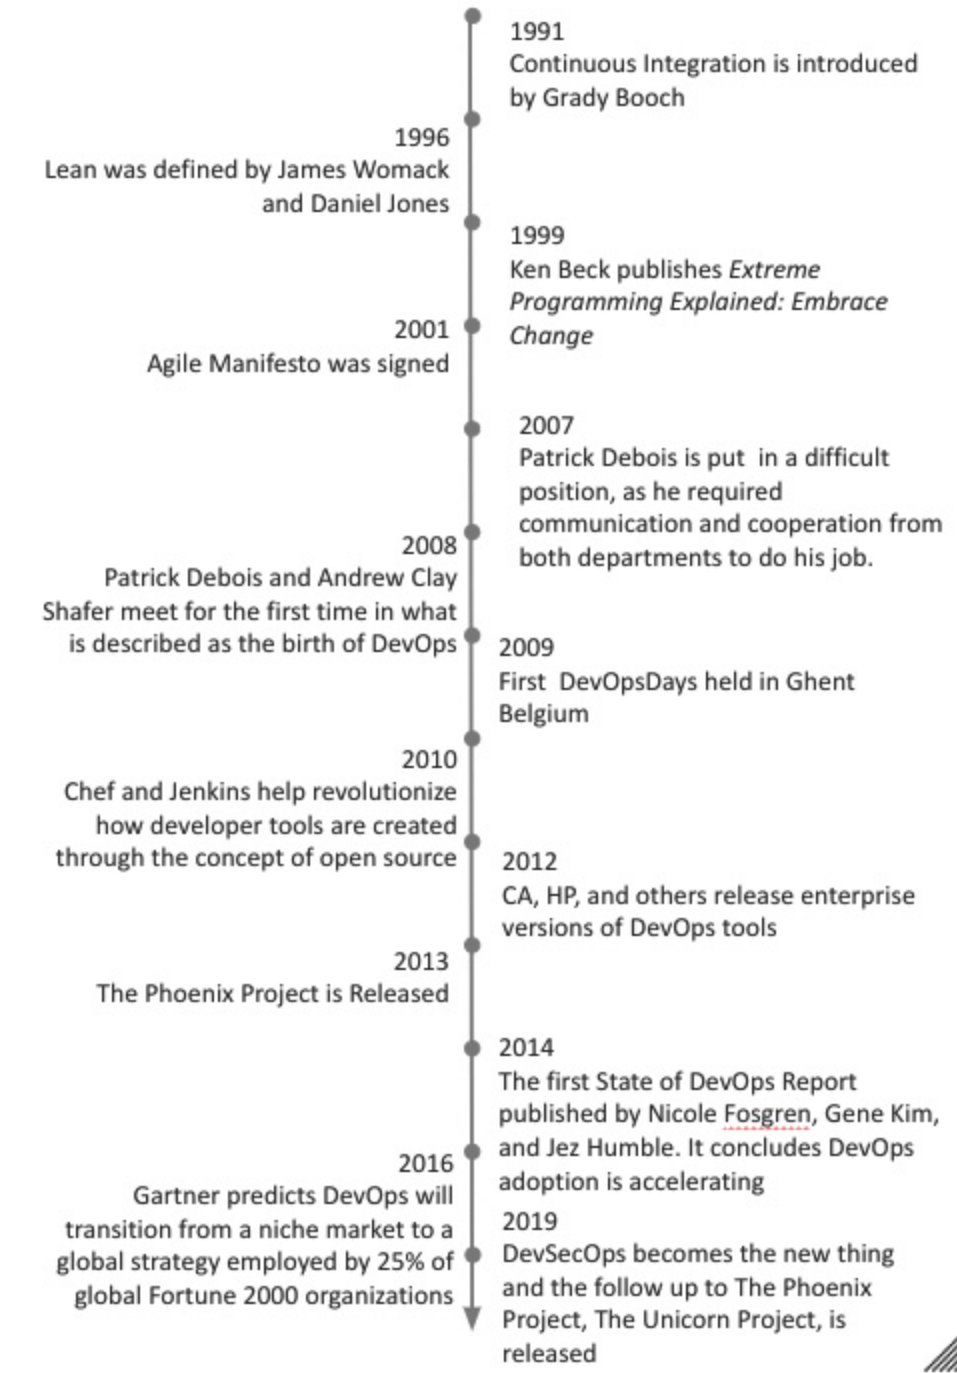 1991
Continuous Integration is introduced
by Grady Booch
1996
Lean was defined by James Womack
and Daniel Jones
1999
Ken Beck publishes Extreme
Programming Explained: Embrace
Change
2001
Agile Manifesto was signed
2007
Patrick Debois is put  in a difficult
position, as he required
communication and cooperation from
both departments to do his job.
2008
Patrick Debois and Andrew Clay
Shafer meet for the first time in what
is described as the birth of DevOps
2009
First  DevOpsDays held in Ghent
Belgium
2010
Chef and Jenkins help revolutionize
how developer tools are created
through the concept of open source
2012
CA, HP, and others release enterprise
versions of DevOps tools
2013
The Phoenix Project is Released
2014
The first State of DevOps Report
published by Nicole Fosgren, Gene Kim,
and Jez Humble. It concludes DevOps
adoption is accelerating
2016
Gartner predicts DevOps will
transition from a niche market to a
global strategy employed by 25% of
global Fortune 2000 organizations
2019
DevSecOps becomes the new thing
and the follow up to The Phoenix
Project, The Unicorn Project, is
released